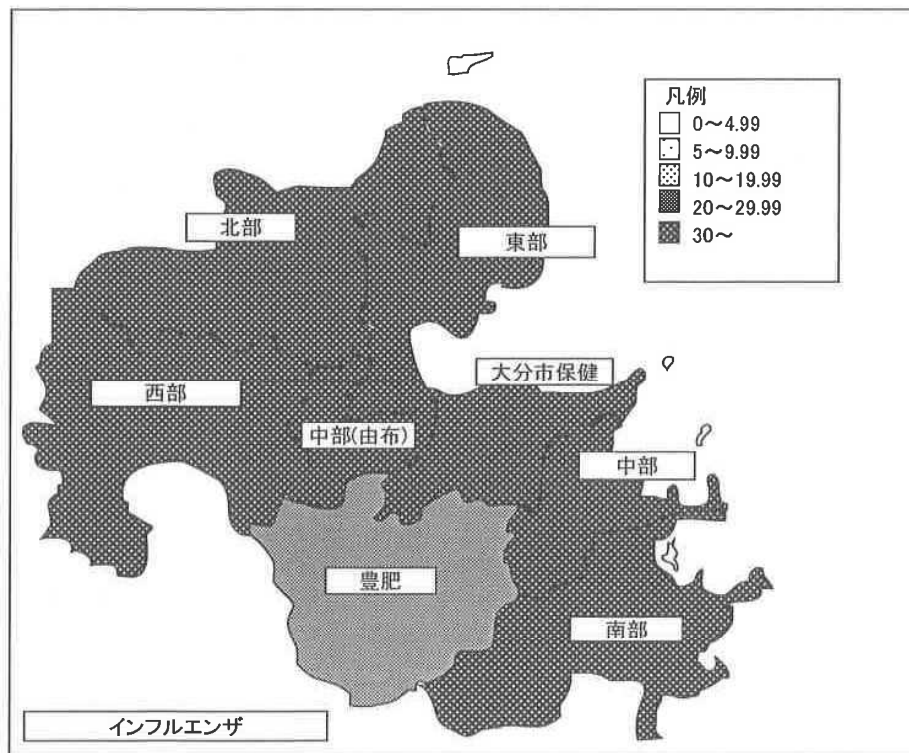 凡例
0～4.99
5～9.99
10～19.99
20～29.99
30～
北部
東部
大分市保健
西部
中部(由布)
中部
豊肥
南部
インフルエンザ